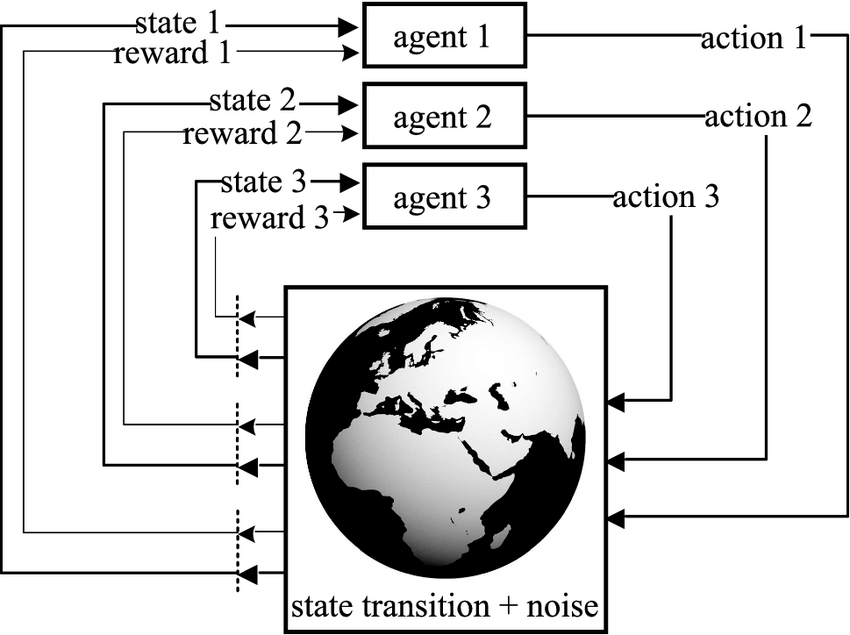 state 1
reward 1
agent 1
action 1
state 2
reward 2
agent 2
action 2
state 3
reward 3
agent 3
action 3
state transition + noise